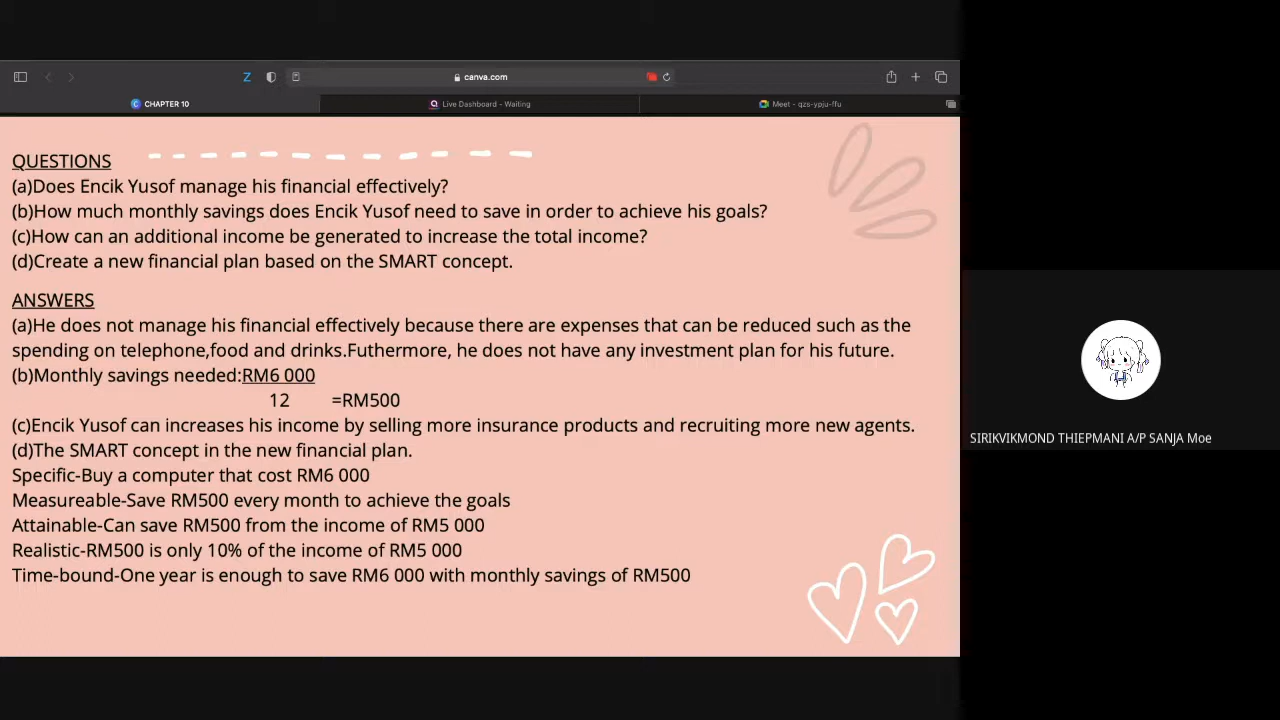 Z
canva.com
CHAPTER 10
Live Dashboard - Waiting
Meet - qzs-ypju-ffu
QUESTIONS
(a)Does Encik Yusof manage his financial effectively?
(b)How much monthly savings does Encik Yusof need to save in order to achieve his goals?
(c)How can an additional income be generated to increase the total income?
(d)Create a new financial plan based on the SMART concept.
ANSWERS
(a)He does not manage his financial effectively because there are expenses that can be reduced such as the
spending on telephone,food and drinks.Futhermore, he does not have any investment plan for his future.
(b)Monthly savings needed:RM6 000
12 =RM500
(c)Encik Yusof can increases his income by selling more insurance products and recruiting more new agents.
(d)The SMART concept in the new financial plan.
Specific-Buy a computer that cost RM6 000
Measureable-Save RM500 every month to achieve the goals
Attainable-Can save RM500 from the income of RM5 000
Realistic-RM500 is only 10% of the income of RM5 000
Time-bound-One year is enough to save RM6 000 with monthly savings of RM500
SIRIKVIKMOND THIEPMANI A/P SANJA Moe